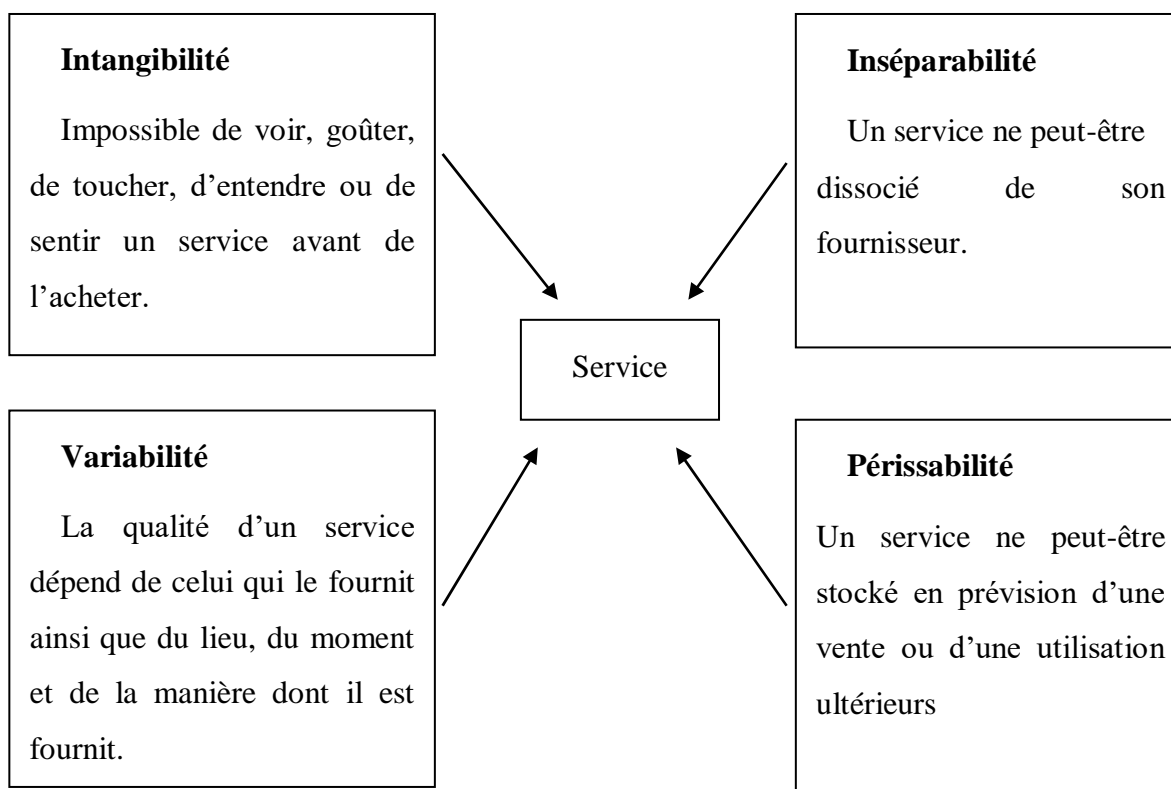 Intangibilité
Impossible de voir, goûter,
de toucher, d’entendre ou de
sentir un service avant de
l’acheter.
Inséparabilité
Un service ne peut-être
dissocié de son
fournisseur.
Service
Variabilité
La qualité d’un service
dépend de celui qui le fournit
ainsi que du lieu, du moment
et de la manière dont il est
fournit.
Périssabilité
Un service ne peut-être
stocké en prévision d’une
vente ou d’une utilisation
ultérieurs